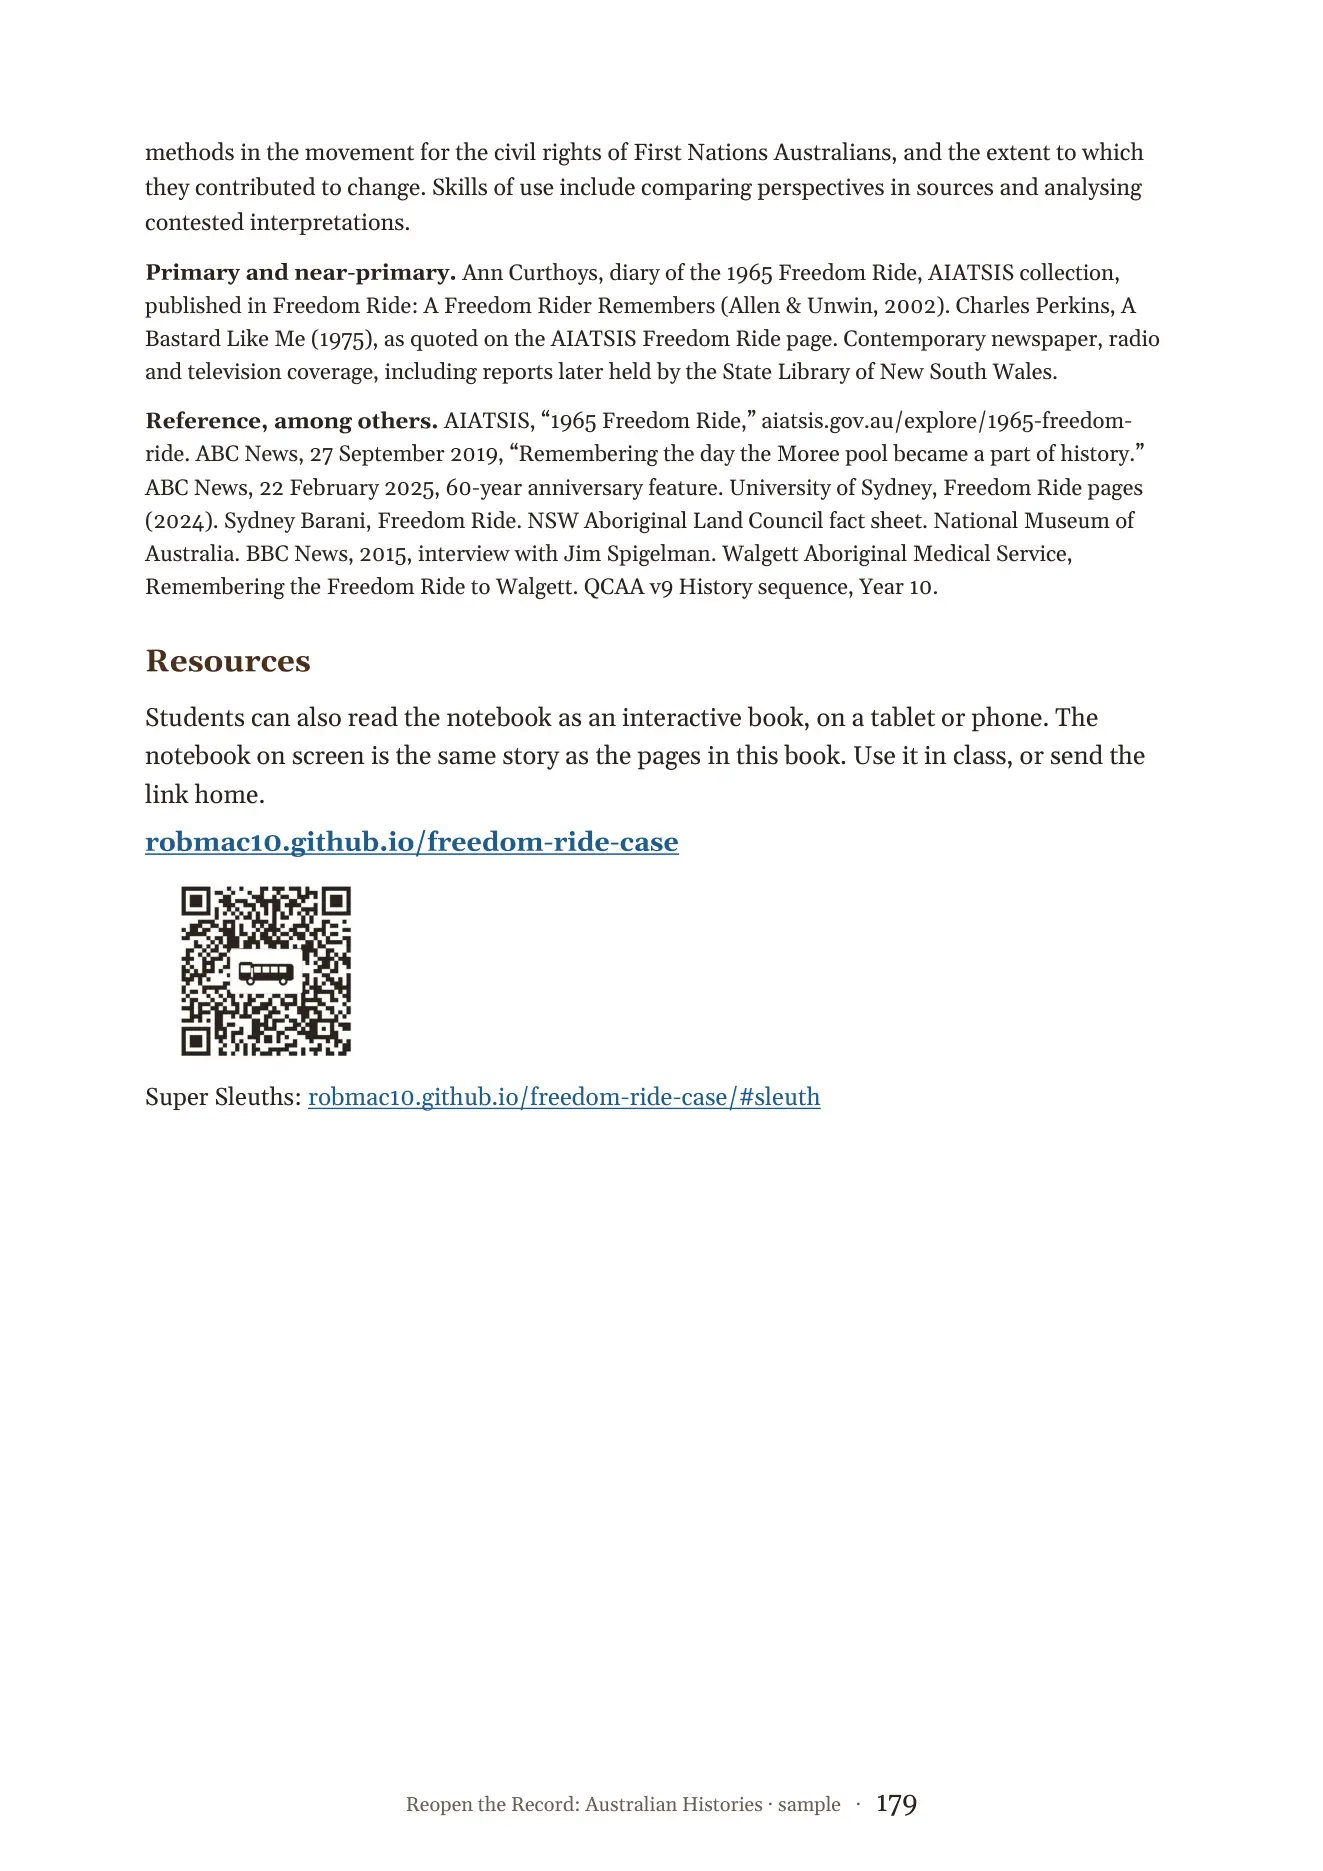 methods in the movement for the civil rights of First Nations Australians, and the extent to which
they contributed to change. Skills of use include comparing perspectives in sources and analysing
contested interpretations.
Primary and near-primary. Ann Curthoys, diary of the 1965 Freedom Ride, AIATSIS collection,
published in Freedom Ride: A Freedom Rider Remembers (Allen & Unwin, 2002). Charles Perkins, A
Bastard Like Me (1975), as quoted on the AIATSIS Freedom Ride page. Contemporary newspaper, radio
and television coverage, including reports later held by the State Library of New South Wales.
Reference, among others. AIATSIS, “1965 Freedom Ride,” aiatsis.gov.au/explore/1965-freedom-
ride. ABC News, 27 September 2019, “Remembering the day the Moree pool became a part of history.”
ABC News, 22 February 2025, 60-year anniversary feature. University of Sydney, Freedom Ride pages
(2024). Sydney Barani, Freedom Ride. NSW Aboriginal Land Council fact sheet. National Museum of
Australia. BBC News, 2015, interview with Jim Spigelman. Walgett Aboriginal Medical Service,
Remembering the Freedom Ride to Walgett. QCAA v9 History sequence, Year 10.
Resources
Students can also read the notebook as an interactive book, on a tablet or phone. The
notebook on screen is the same story as the pages in this book. Use it in class, or send the
link home.
robmac10.github.io/freedom-ride-case
Super Sleuths: robmac10.github.io/freedom-ride-case/#sleuth
Reopen the Record: Australian Histories · sample · 179